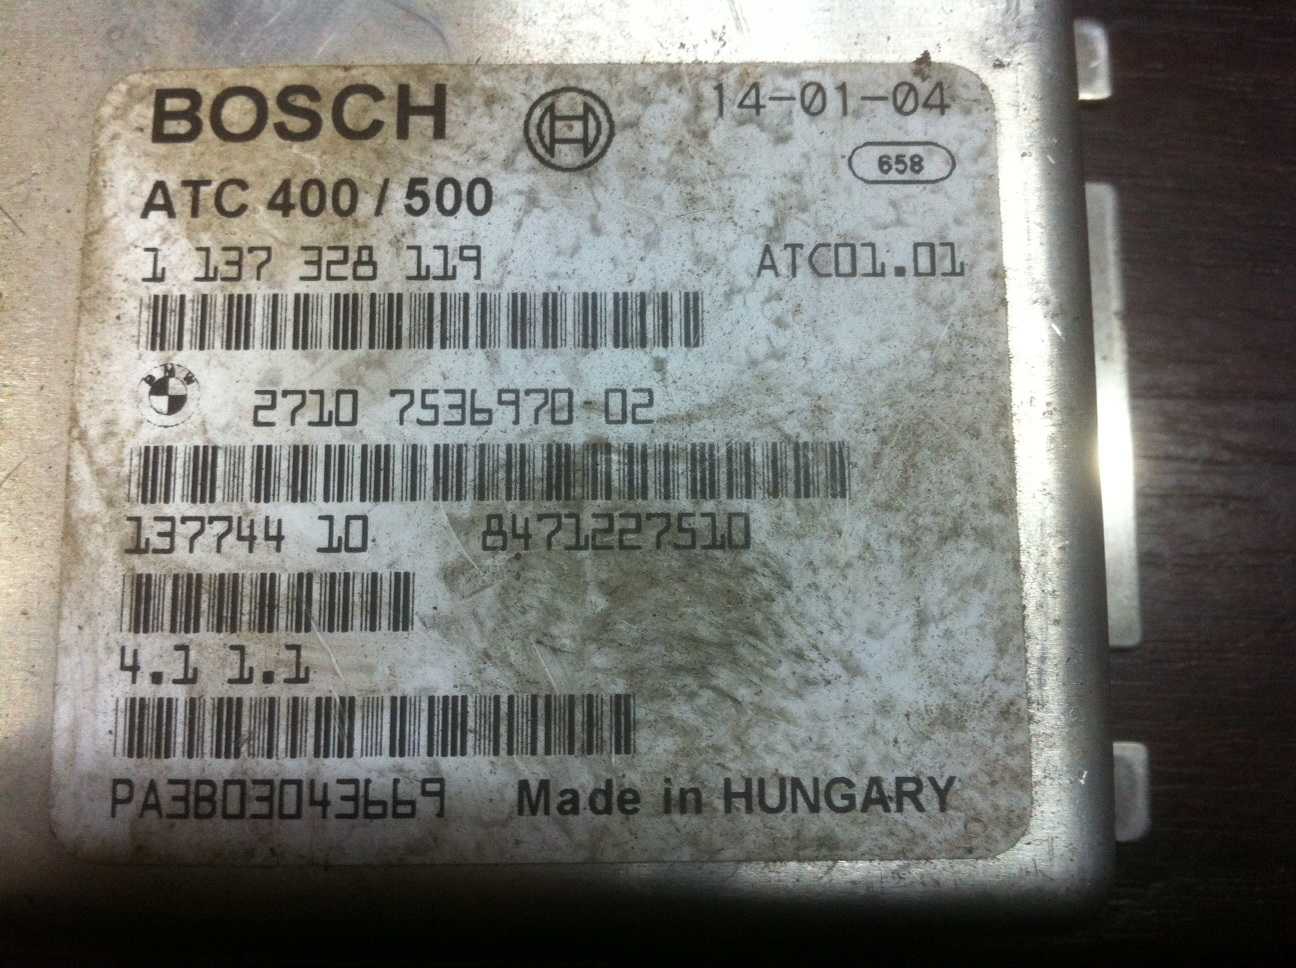 BOSCH
14-01-04
658
ATC 400 / 500
1 137 328 119 ATC01.01
BMW
2710 7536970-02
137744 10 8471227510
4.1 1.1
PA3B03043669 Made in HUNGARY